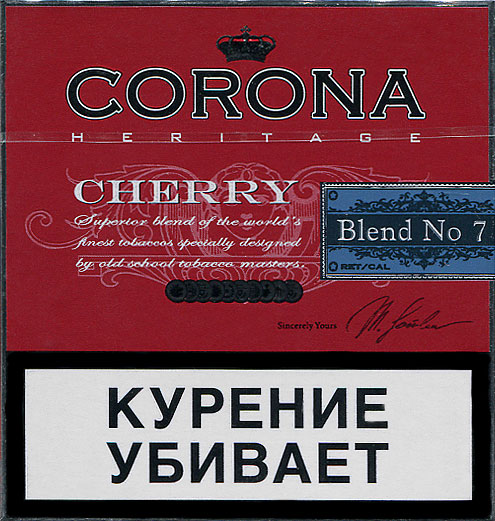 CORONA
HERITAGE
CHERRY
Superior blend of the world's
finest tobaccos specially designed
by old school tobacco masters.
Blend No 7
RET/CAL
Sincerely Yours
КУРЕНИЕ
УБИВАЕТ